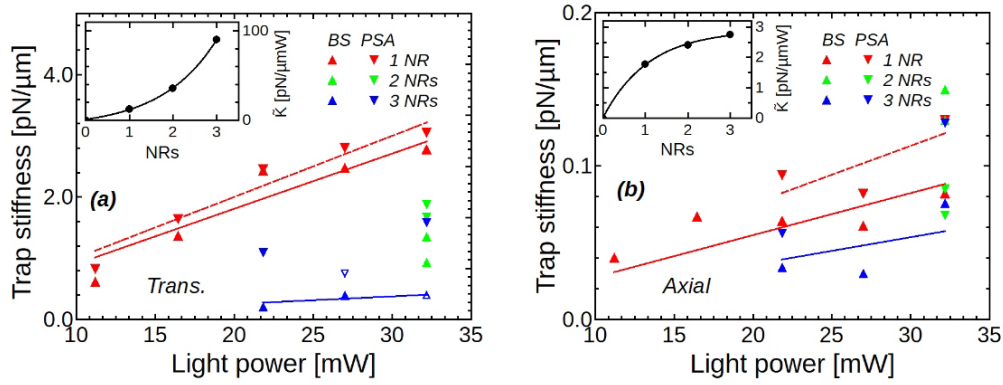 4.0
2.0
0.0
Trap stiffness [pN/µm]
100
0
K̄ [pN/µmW]
0 1 2 3
NRs
BS PSA
1 NR
2 NRs
3 NRs
(a)
Trans.
10 15 20 25 30 35
Light power [mW]
0.2
0.1
0.0
Trap stiffness [pN/µm]
3
2
1
0
K̄ [pN/µmW]
0 1 2 3
NRs
BS PSA
1 NR
2 NRs
3 NRs
(b)
Axial
10 15 20 25 30 35
Light power [mW]